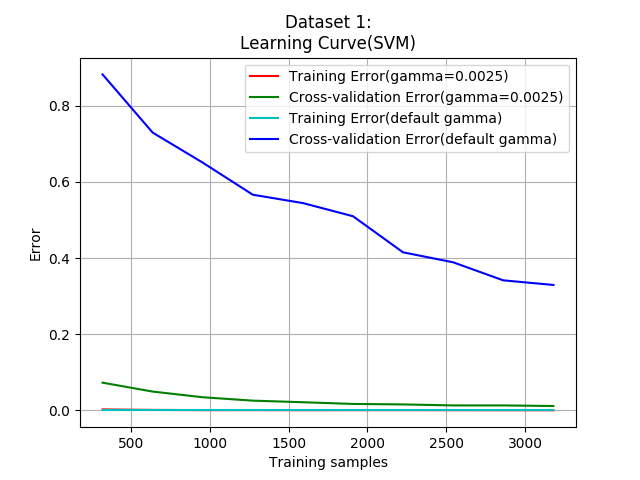 Dataset 1:
Learning Curve(SVM)
Training Error(gamma=0.0025)
Cross-validation Error(gamma=0.0025)
Training Error(default gamma)
Cross-validation Error(default gamma)
Error
0.8
0.6
0.4
0.2
0.0
500 1000 1500 2000 2500 3000
Training samples